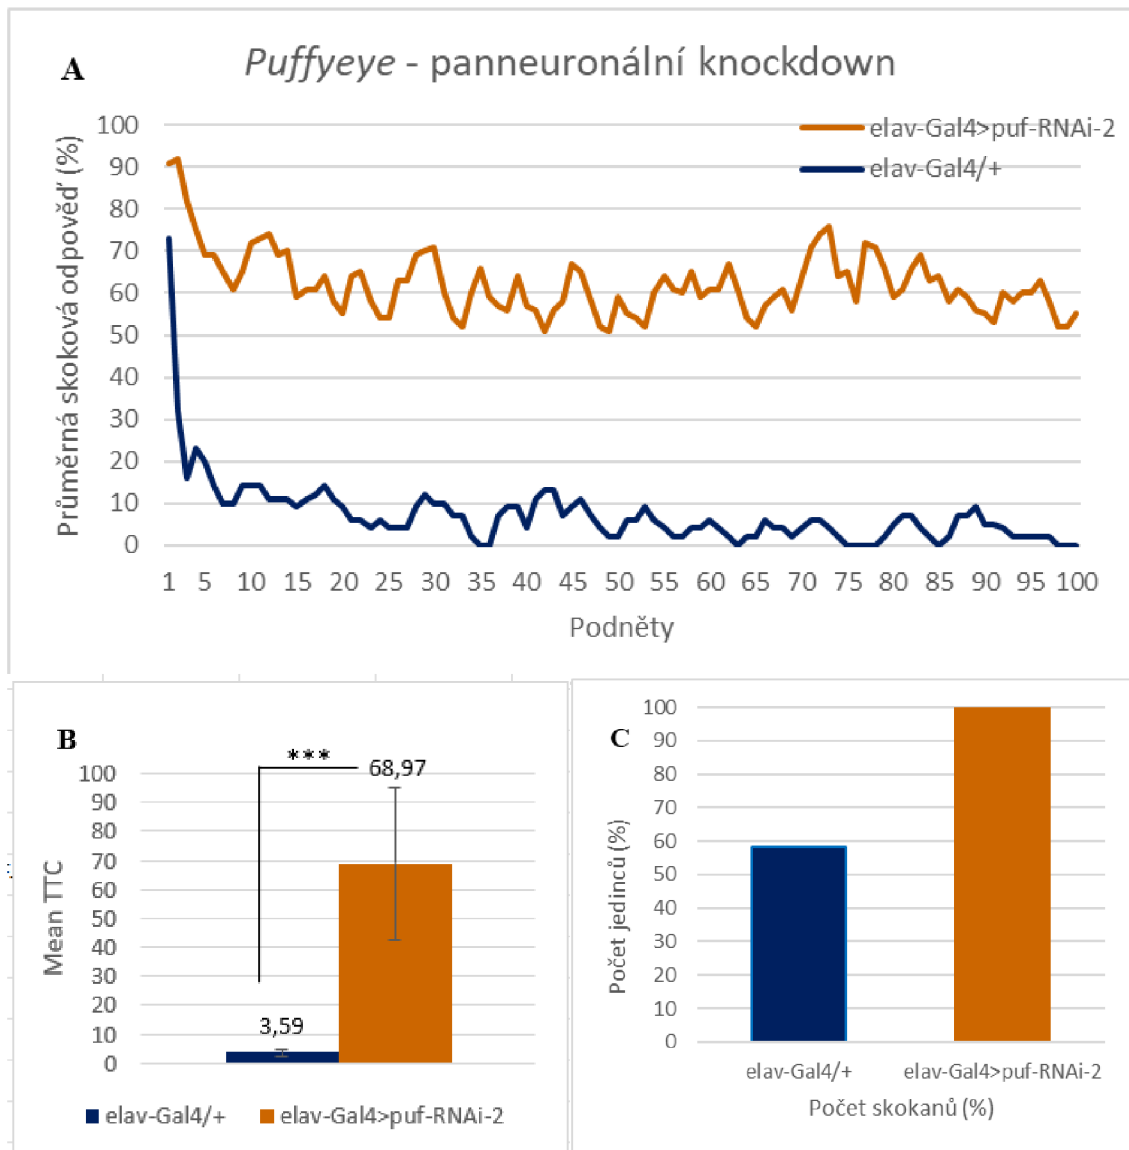 A
Puffyeye - panneuronální knockdown
Průměrná skoková odpověď (%)
100
90
80
70
60
50
40
30
20
10
0
elav-Gal4>puf-RNAi-2
elav-Gal4/+
1 5 10 15 20 25 30 35 40 45 50 55 60 65 70 75 80 85 90 95 100
Podněty
B
***
68,97
3,59
Mean TTC
100
90
80
70
60
50
40
30
20
10
0
elav-Gal4/+ elav-Gal4>puf-RNAi-2
C
Počet jedinců (%)
100
90
80
70
60
50
40
30
20
10
0
elav-Gal4/+ elav-Gal4>puf-RNAi-2
Počet skokanů (%)